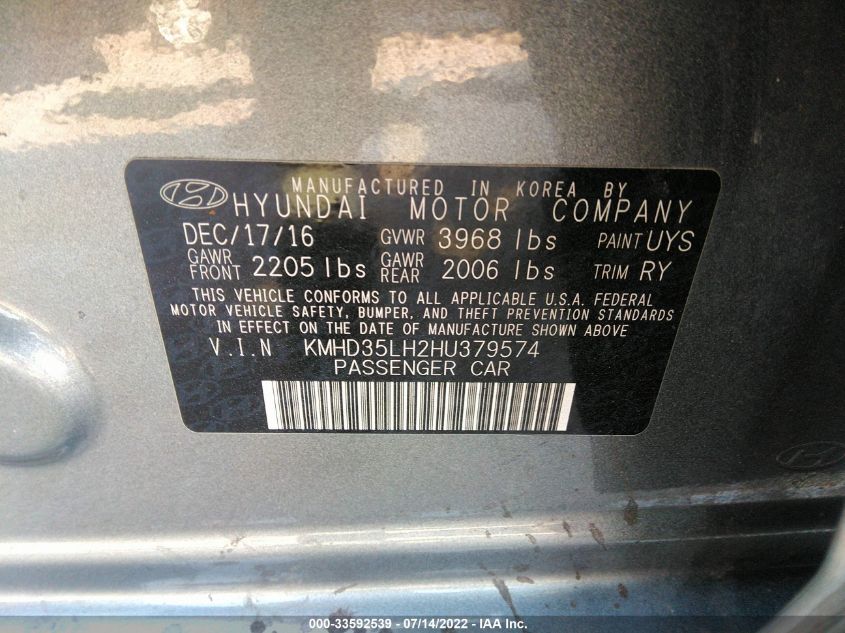 MANUFACTURED IN KOREA BY
HYUNDAI MOTOR COMPANY
DEC/17/16 GVWR 3968 lbs PAINT UYS
GAWR FRONT 2205 lbs GAWR REAR 2006 lbs TRIM RY
THIS VEHICLE CONFORMS TO ALL APPLICABLE U.S.A. FEDERAL
MOTOR VEHICLE SAFETY, BUMPER, AND THEFT PREVENTION STANDARDS
IN EFFECT ON THE DATE OF MANUFACTURE SHOWN ABOVE
V.I.N KMHD35LH2HU379574
PASSENGER CAR
000-33592539 - 07/14/2022 - IAA Inc.